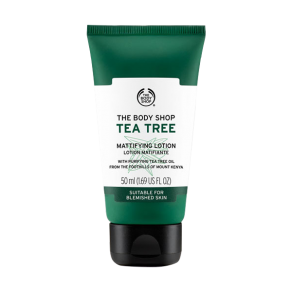 THE
BODY
SHOP
THE BODY SHOP
TEA TREE
MATTIFYING LOTION
LOTION MATIFIANTE
WITH PURIFYING TEA TREE OIL
FROM THE FOOTHILLS OF MOUNT KENYA
50 ml (1.69 US FL OZ)
SUITABLE FOR
BLEMISHED SKIN